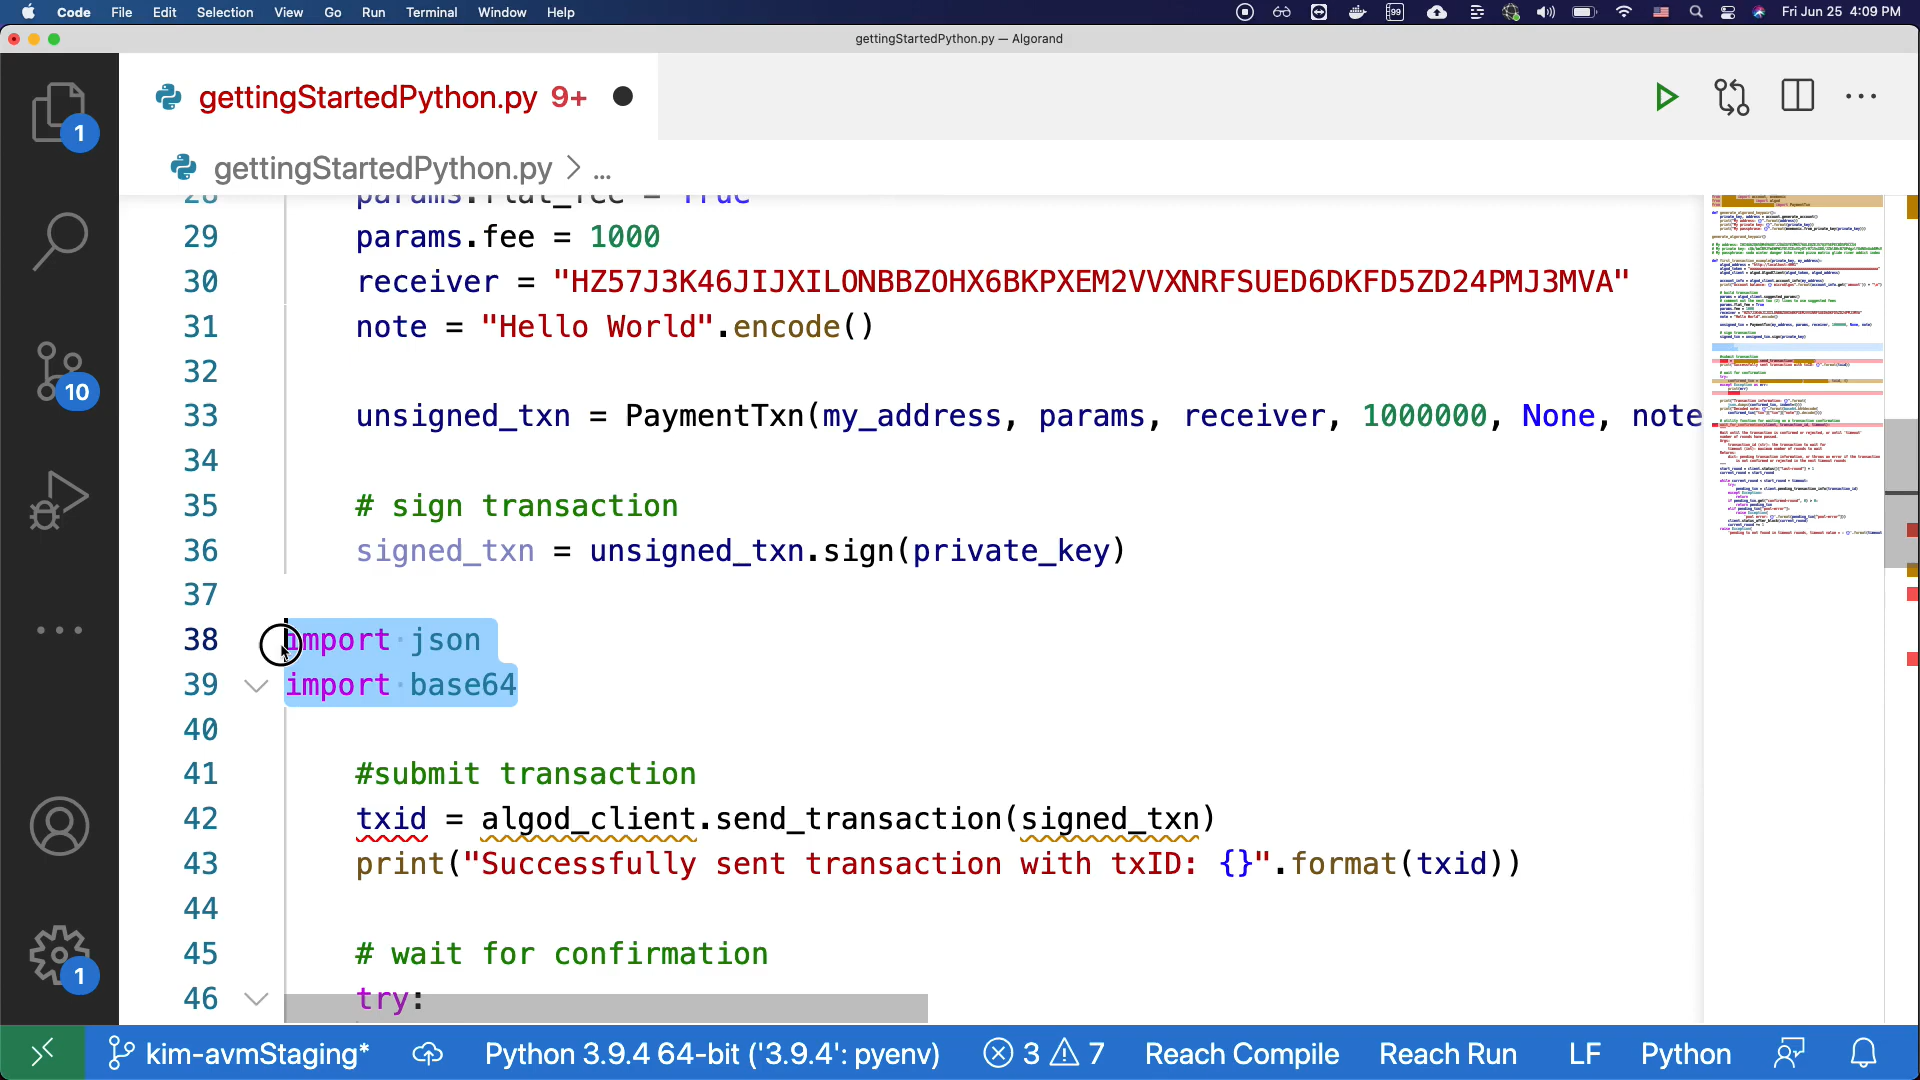 Code File Edit Selection View Go Run Terminal Window Help 99 Fri Jun 25 4:09 PM
gettingStartedPython.py — Algorand
gettingStartedPython.py 9+
gettingStartedPython.py > ...
28 params.flat_fee = True
29 params.fee = 1000
30 receiver = "HZ57J3K46JIJXILONBBZOHX6BKPXEM2VVXNRFSUED6DKFD5ZD24PMJ3MVA"
31 note = "Hello World".encode()
32
33 unsigned_txn = PaymentTxn(my_address, params, receiver, 1000000, None, note
34
35 # sign transaction
36 signed_txn = unsigned_txn.sign(private_key)
37
38 import json
39 import base64
40
41 #submit transaction
42 txid = algod_client.send_transaction(signed_txn)
43 print("Successfully sent transaction with txID: {}".format(txid))
44
45 # wait for confirmation
46 try:
1
10
1
kim-avmStaging* Python 3.9.4 64-bit ('3.9.4': pyenv) 3 7 Reach Compile Reach Run LF Python